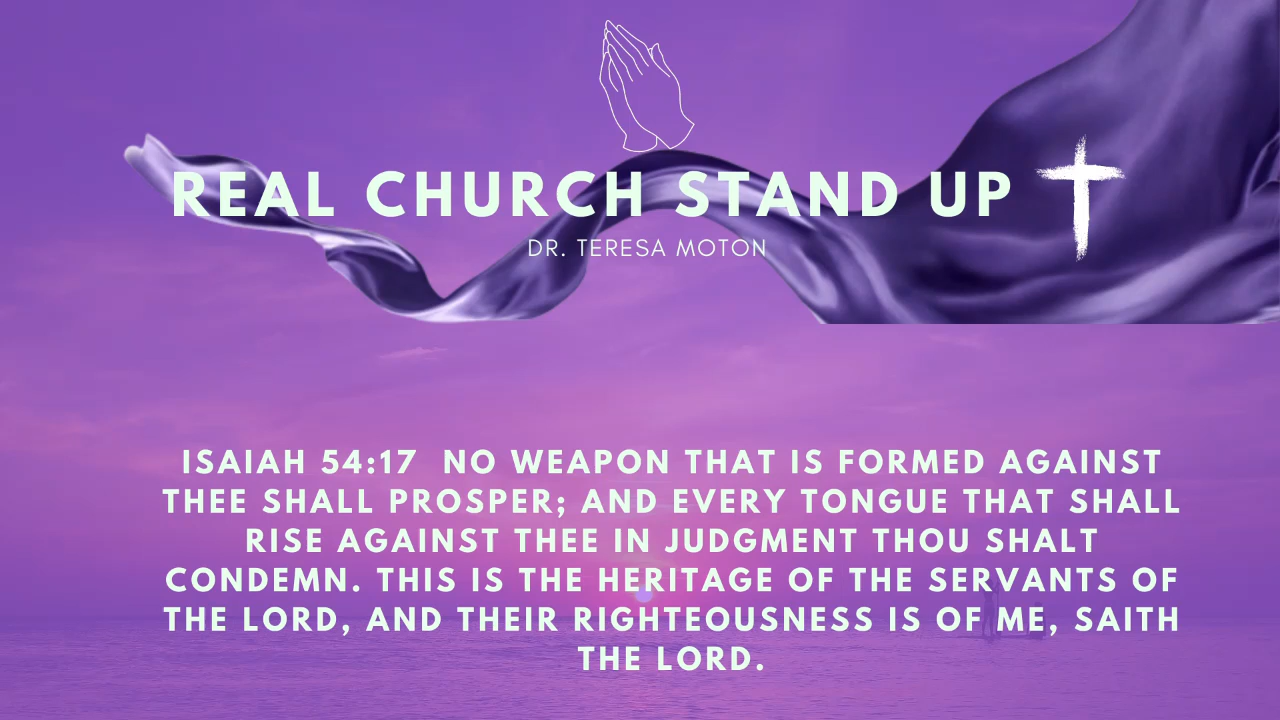 REAL CHURCH STAND UP
DR. TERESA MOTON
ISAIAH 54:17 NO WEAPON THAT IS FORMED AGAINST
THEE SHALL PROSPER; AND EVERY TONGUE THAT SHALL
RISE AGAINST THEE IN JUDGMENT THOU SHALT
CONDEMN. THIS IS THE HERITAGE OF THE SERVANTS OF
THE LORD, AND THEIR RIGHTEOUSNESS IS OF ME, SAITH
THE LORD.